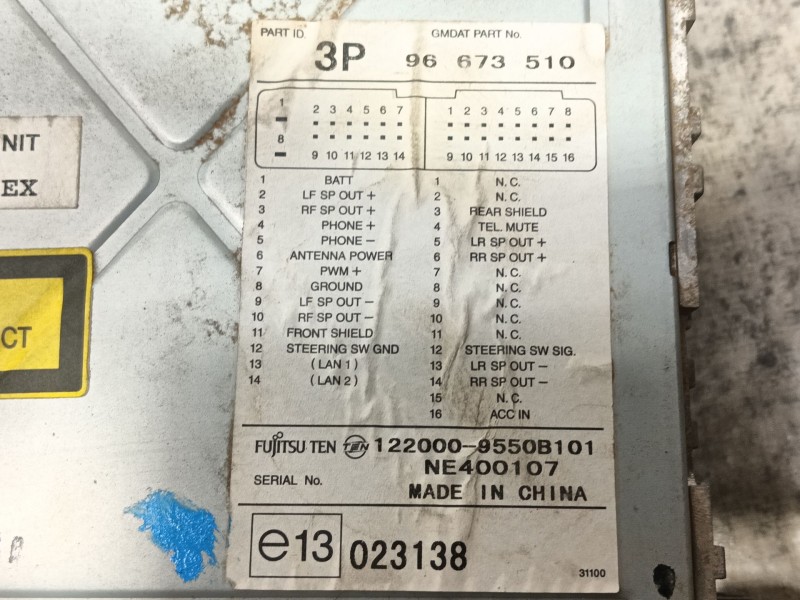 PART ID. 3P GMDAT PART No. 96 673 510
1 2 3 4 5 6 7 1 2 3 4 5 6 7 8
8 9 10 11 12 13 14 9 10 11 12 13 14 15 16
1 BATT 1 N.C.
2 LF SP OUT + 2 N.C.
3 RF SP OUT + 3 REAR SHIELD
4 PHONE + 4 TEL. MUTE
5 PHONE - 5 LR SP OUT +
6 ANTENNA POWER 6 RR SP OUT +
7 PWM + 7 N.C.
8 GROUND 8 N.C.
9 LF SP OUT - 9 N.C.
10 RF SP OUT - 10 N.C.
11 FRONT SHIELD 11 N.C.
12 STEERING SW GND 12 STEERING SW SIG.
13 (LAN 1) 13 LR SP OUT -
14 (LAN 2) 14 RR SP OUT -
15 N.C.
16 ACC IN
FUJITSU TEN TEN 122000-9550B101
NE400107
SERIAL No.
MADE IN CHINA
e13 023138
31100
NIT
EX
CT